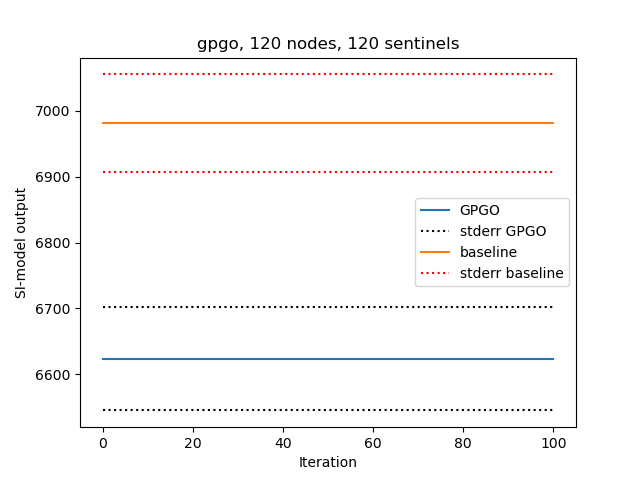 gpgo, 120 nodes, 120 sentinels
7000
6900
6800
6700
6600
SI-model output
GPGO
stderr GPGO
baseline
stderr baseline
0 20 40 60 80 100
Iteration